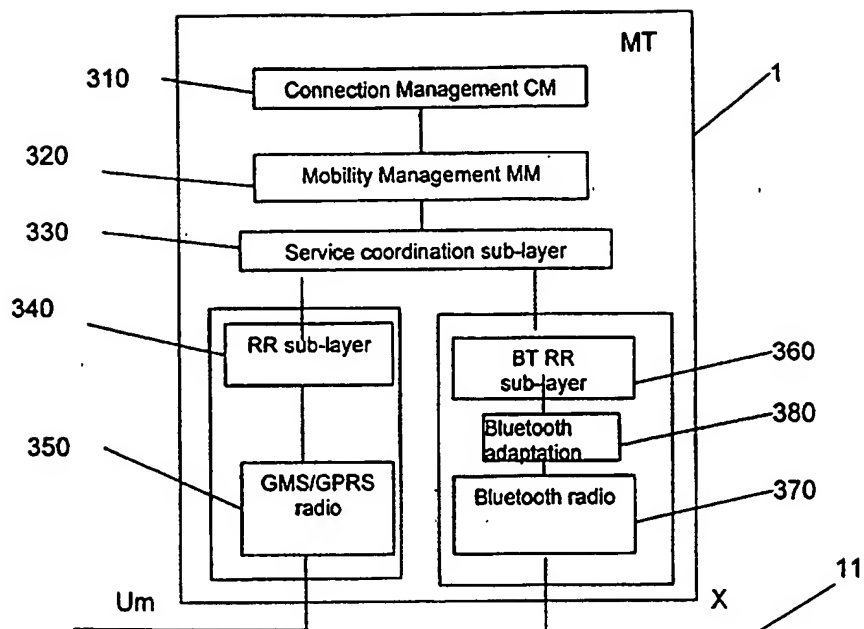 MT
310
Connection Management CM
1
320
Mobility Management MM
330
Service coordination sub-layer
340
RR sub-layer
BT RR
sub-layer
360
380
Bluetooth
adaptation
350
GMS/GPRS
radio
Bluetooth radio
370
11
Um
X